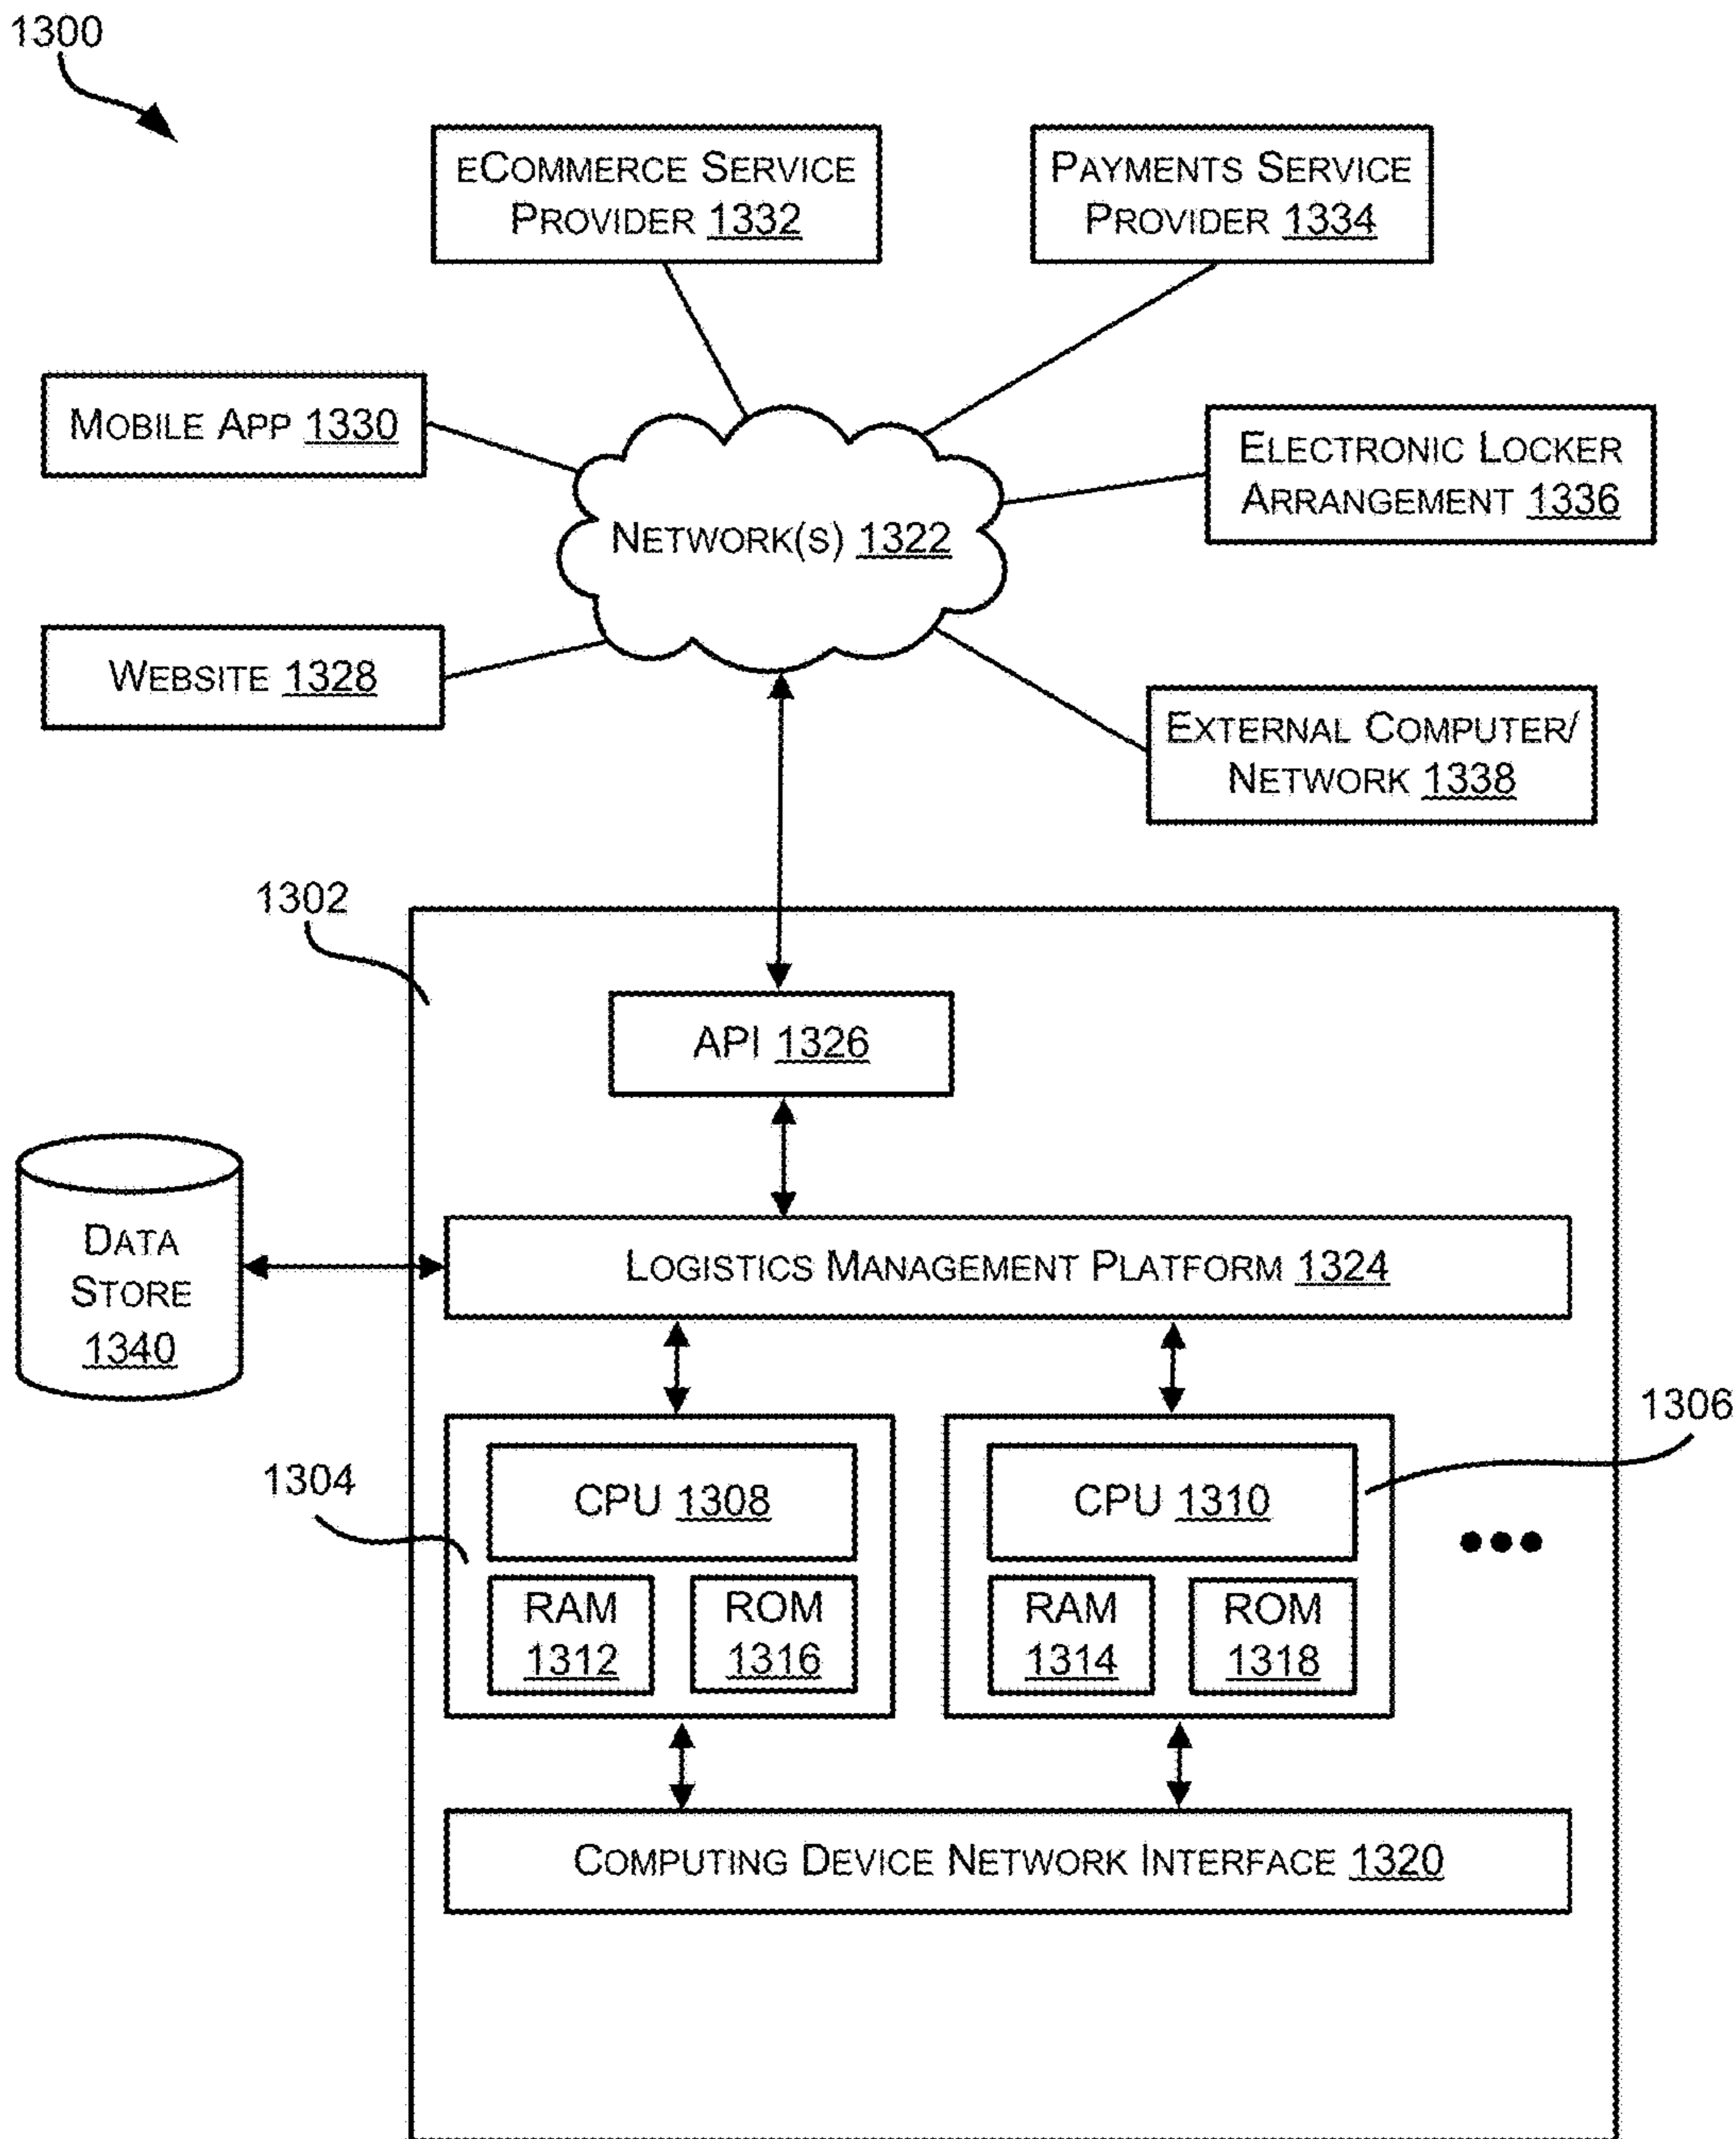 1300
eCommerce Service
Provider 1332
Payments Service
Provider 1334
Mobile App 1330
Electronic Locker
Arrangement 1336
Network(s) 1322
Website 1328
External Computer/
Network 1338
1302
API 1326
Data
Store
1340
Logistics Management Platform 1324
1306
1304
CPU 1308
CPU 1310
RAM
1312
ROM
1316
RAM
1314
ROM
1318
Computing Device Network Interface 1320